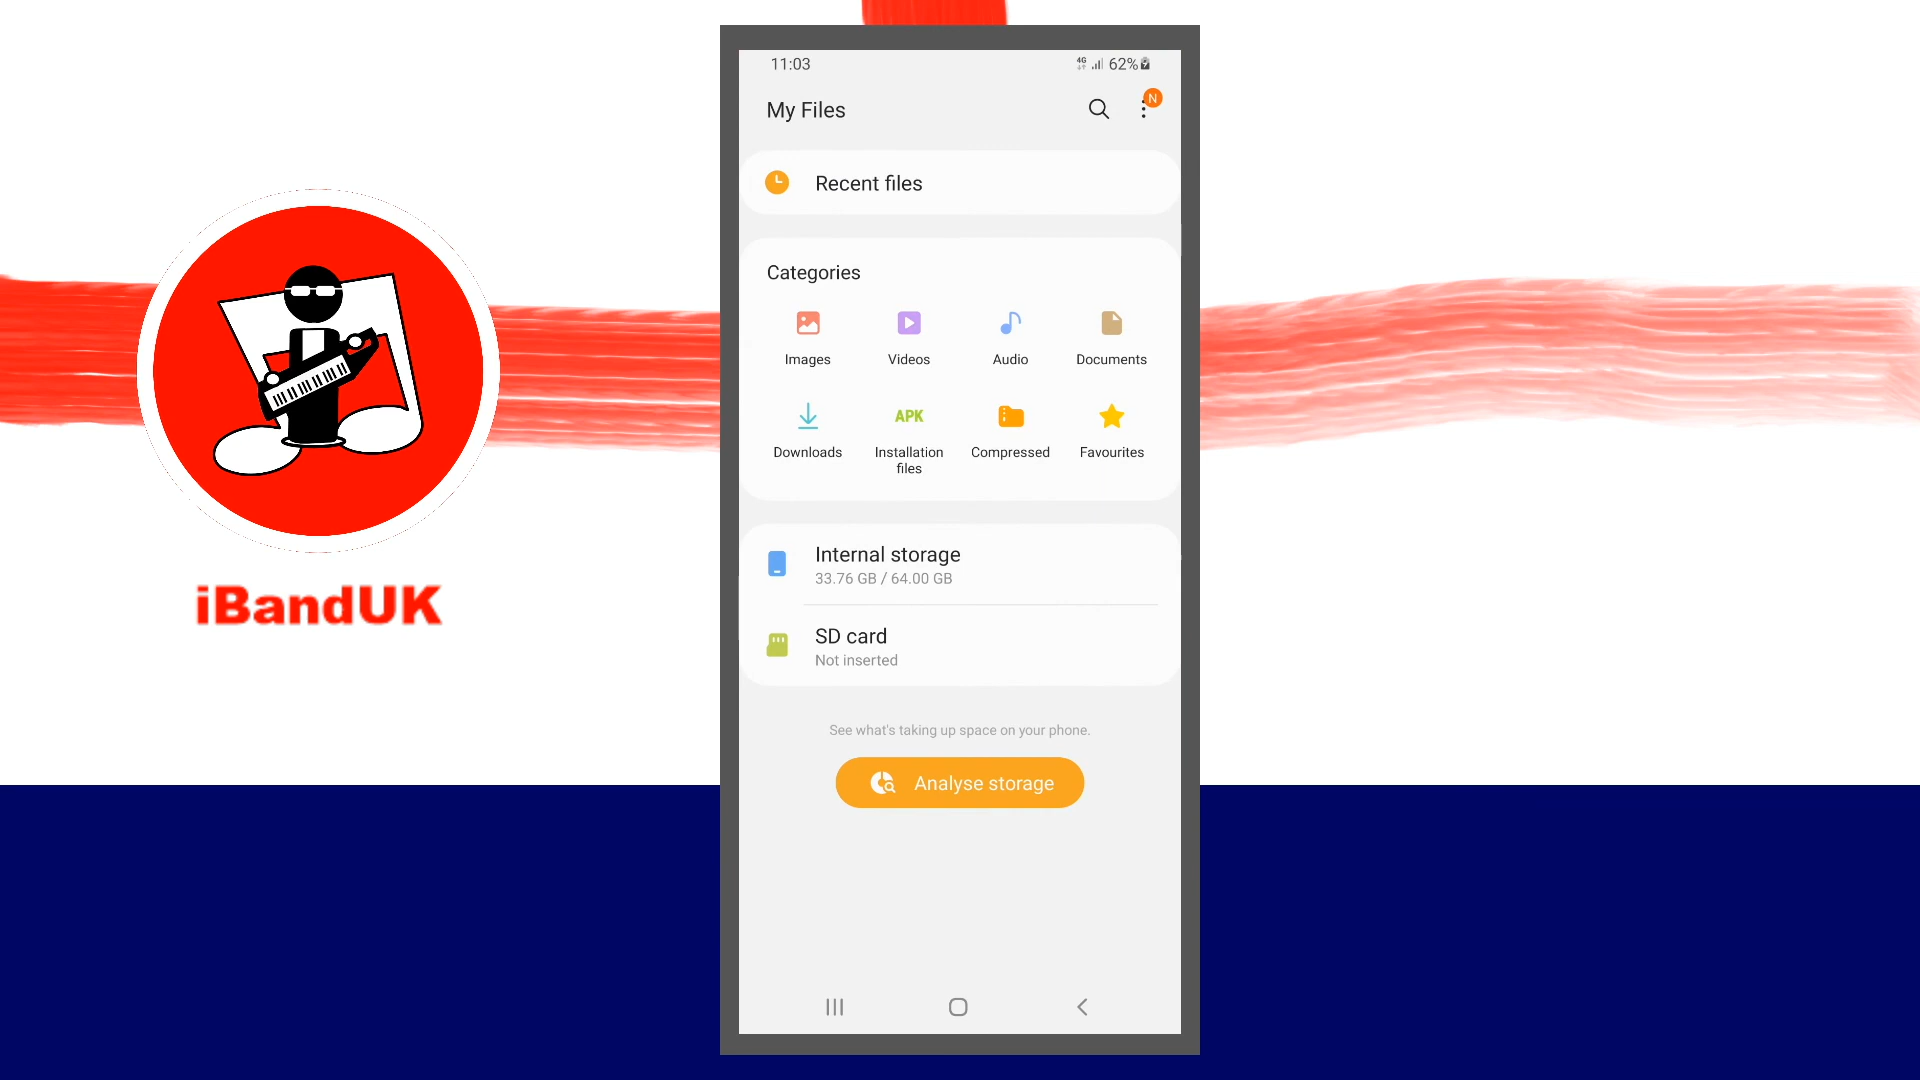 11:03
4G 62%
My Files
N
Recent files
Categories
Images
Videos
Audio
Documents
Downloads
APK
Installation
files
Compressed
Favourites
Internal storage
33.76 GB / 64.00 GB
SD card
Not inserted
See what's taking up space on your phone.
Analyse storage
iBandUK